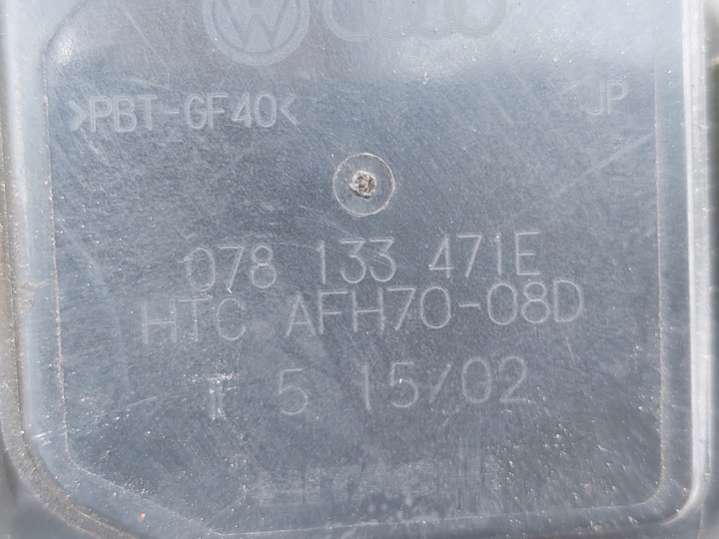 >PBT-GF40< JP
078 133 471E
HTC AFH70-08D
T 5 15/02